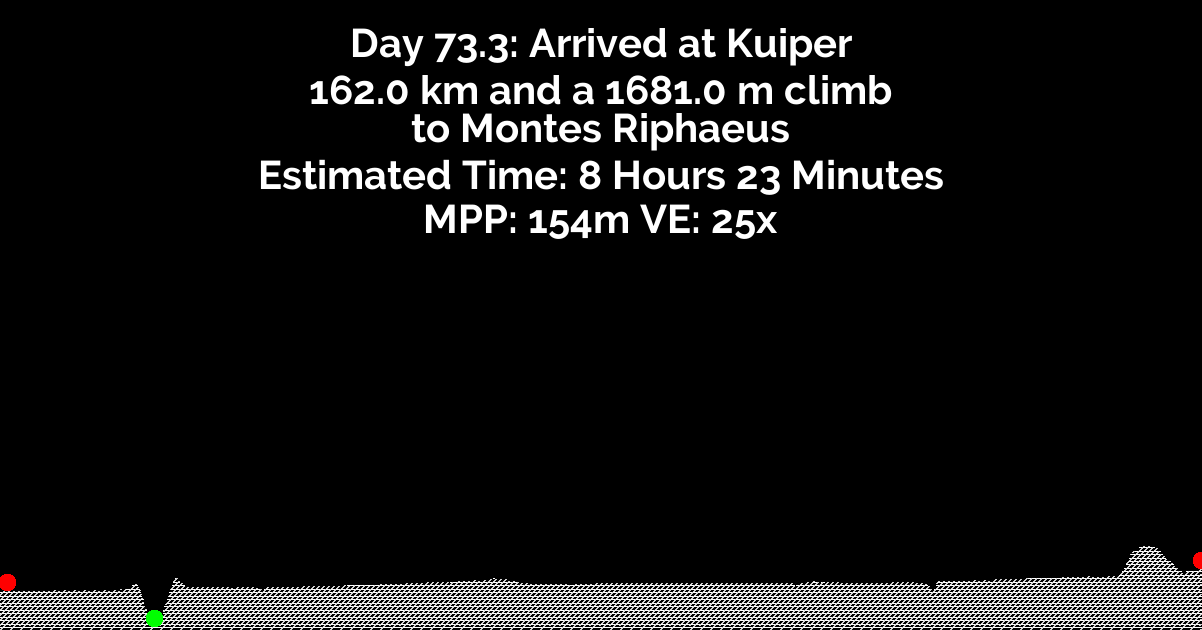 Day 73.3: Arrived at Kuiper
162.0 km and a 1681.0 m climb
to Montes Riphaeus
Estimated Time: 8 Hours 23 Minutes
MPP: 154m VE: 25x